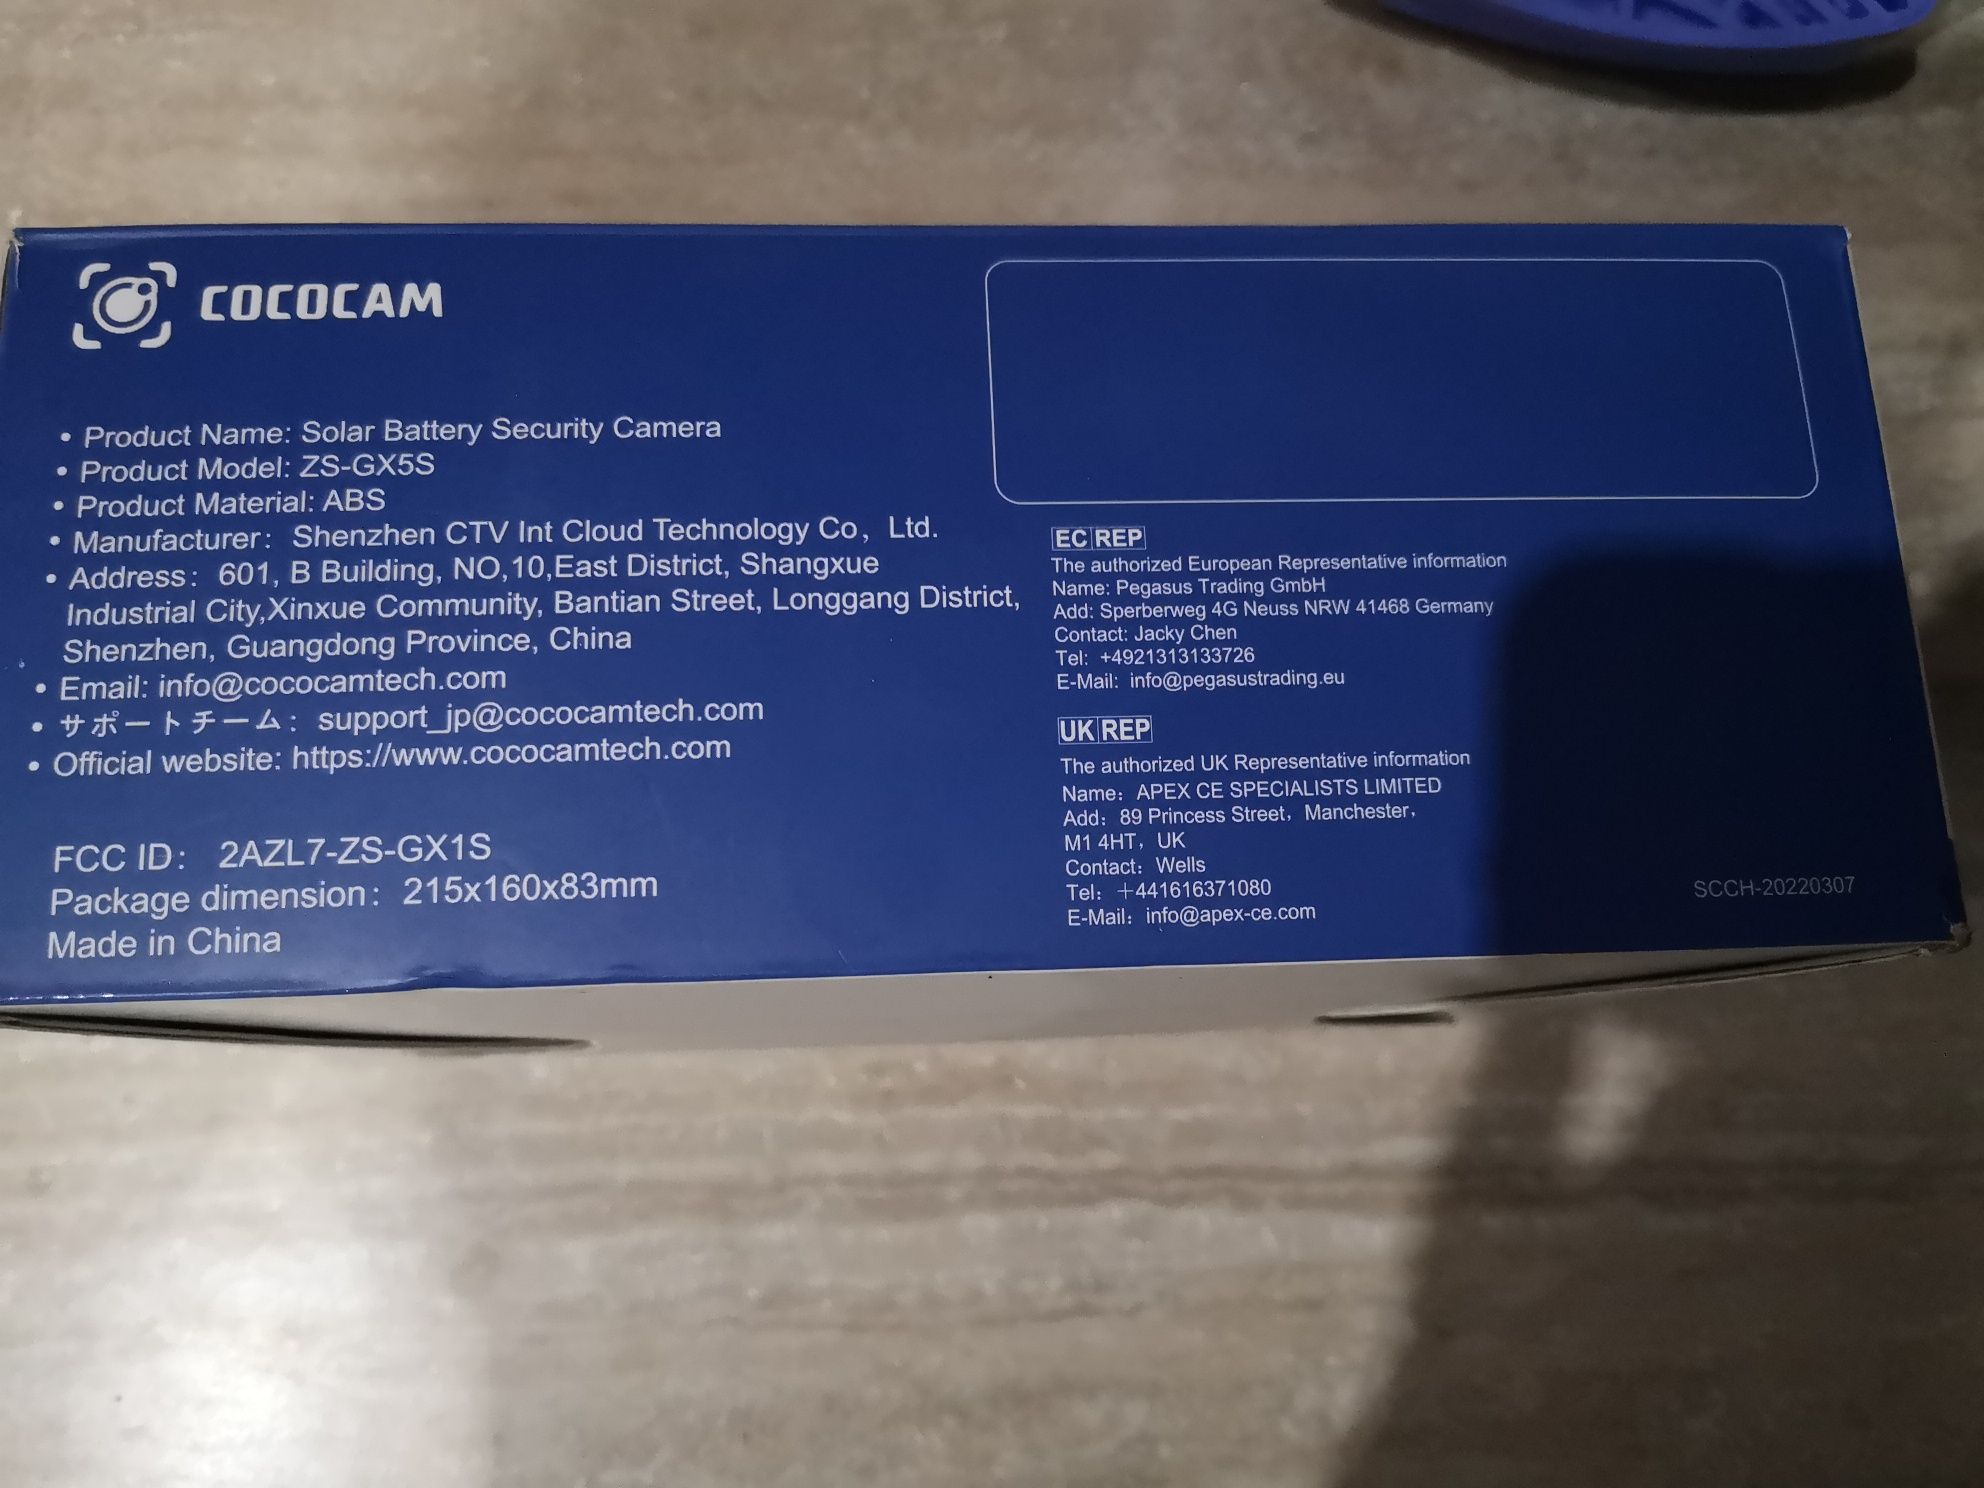 COCOCAM
• Product Name: Solar Battery Security Camera
• Product Model: ZS-GX5S
• Product Material: ABS
• Manufacturer: Shenzhen CTV Int Cloud Technology Co, Ltd.
• Address: 601, B Building, NO,10,East District, Shangxue
Industrial City,Xinxue Community, Bantian Street, Longgang District,
Shenzhen, Guangdong Province, China
• Email: info@cococamtech.com
• サポートチーム: support_jp@cococamtech.com
• Official website: https://www.cococamtech.com
FCC ID: 2AZL7-ZS-GX1S
Package dimension: 215x160x83mm
Made in China
EC REP
The authorized European Representative information
Name: Pegasus Trading GmbH
Add: Sperberweg 4G Neuss NRW 41468 Germany
Contact: Jacky Chen
Tel: +4921313133726
E-Mail: info@pegasustrading.eu
UK REP
The authorized UK Representative information
Name: APEX CE SPECIALISTS LIMITED
Add: 89 Princess Street, Manchester,
M1 4HT, UK
Contact: Wells
Tel: +441616371080
E-Mail: info@apex-ce.com
SCCH-20220307